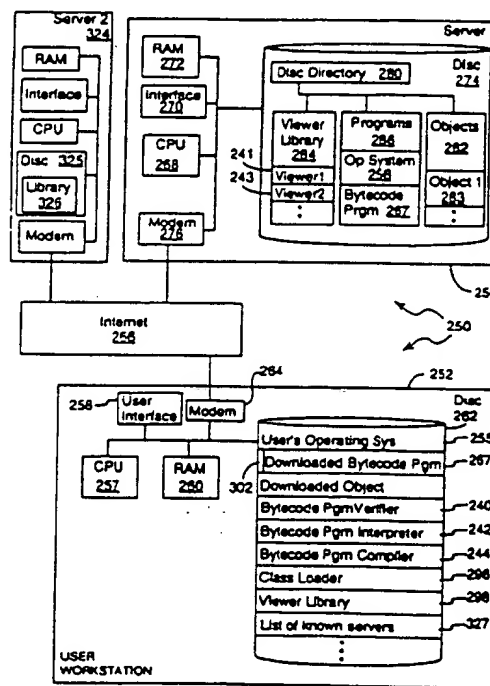 Server 2
324
RAM
Interface
CPU
Disc 325
Library
326
Modem
Server
RAM
272
Interface
270
CPU
268
Modem
276
Disc
274
Disc Directory 280
Viewer
Library
284
241
Viewer1
243
Viewer2
Programs
286
Op System
258
Bytecode
Prgm 267
Objects
282
Object 1
283
Internet
256
250
264
252
258
User
Interface
Modem
CPU
257
RAM
260
302
Disc
262
User's Operating Sys
255
Downloaded Bytecode Pgm
267
Downloaded Object
Bytecode PgmVerifier
240
Bytecode Pgm Interpreter
242
Bytecode Pgm Compiler
244
Class Loader
296
Viewer Library
298
List of known servers
327
USER
WORKSTATION